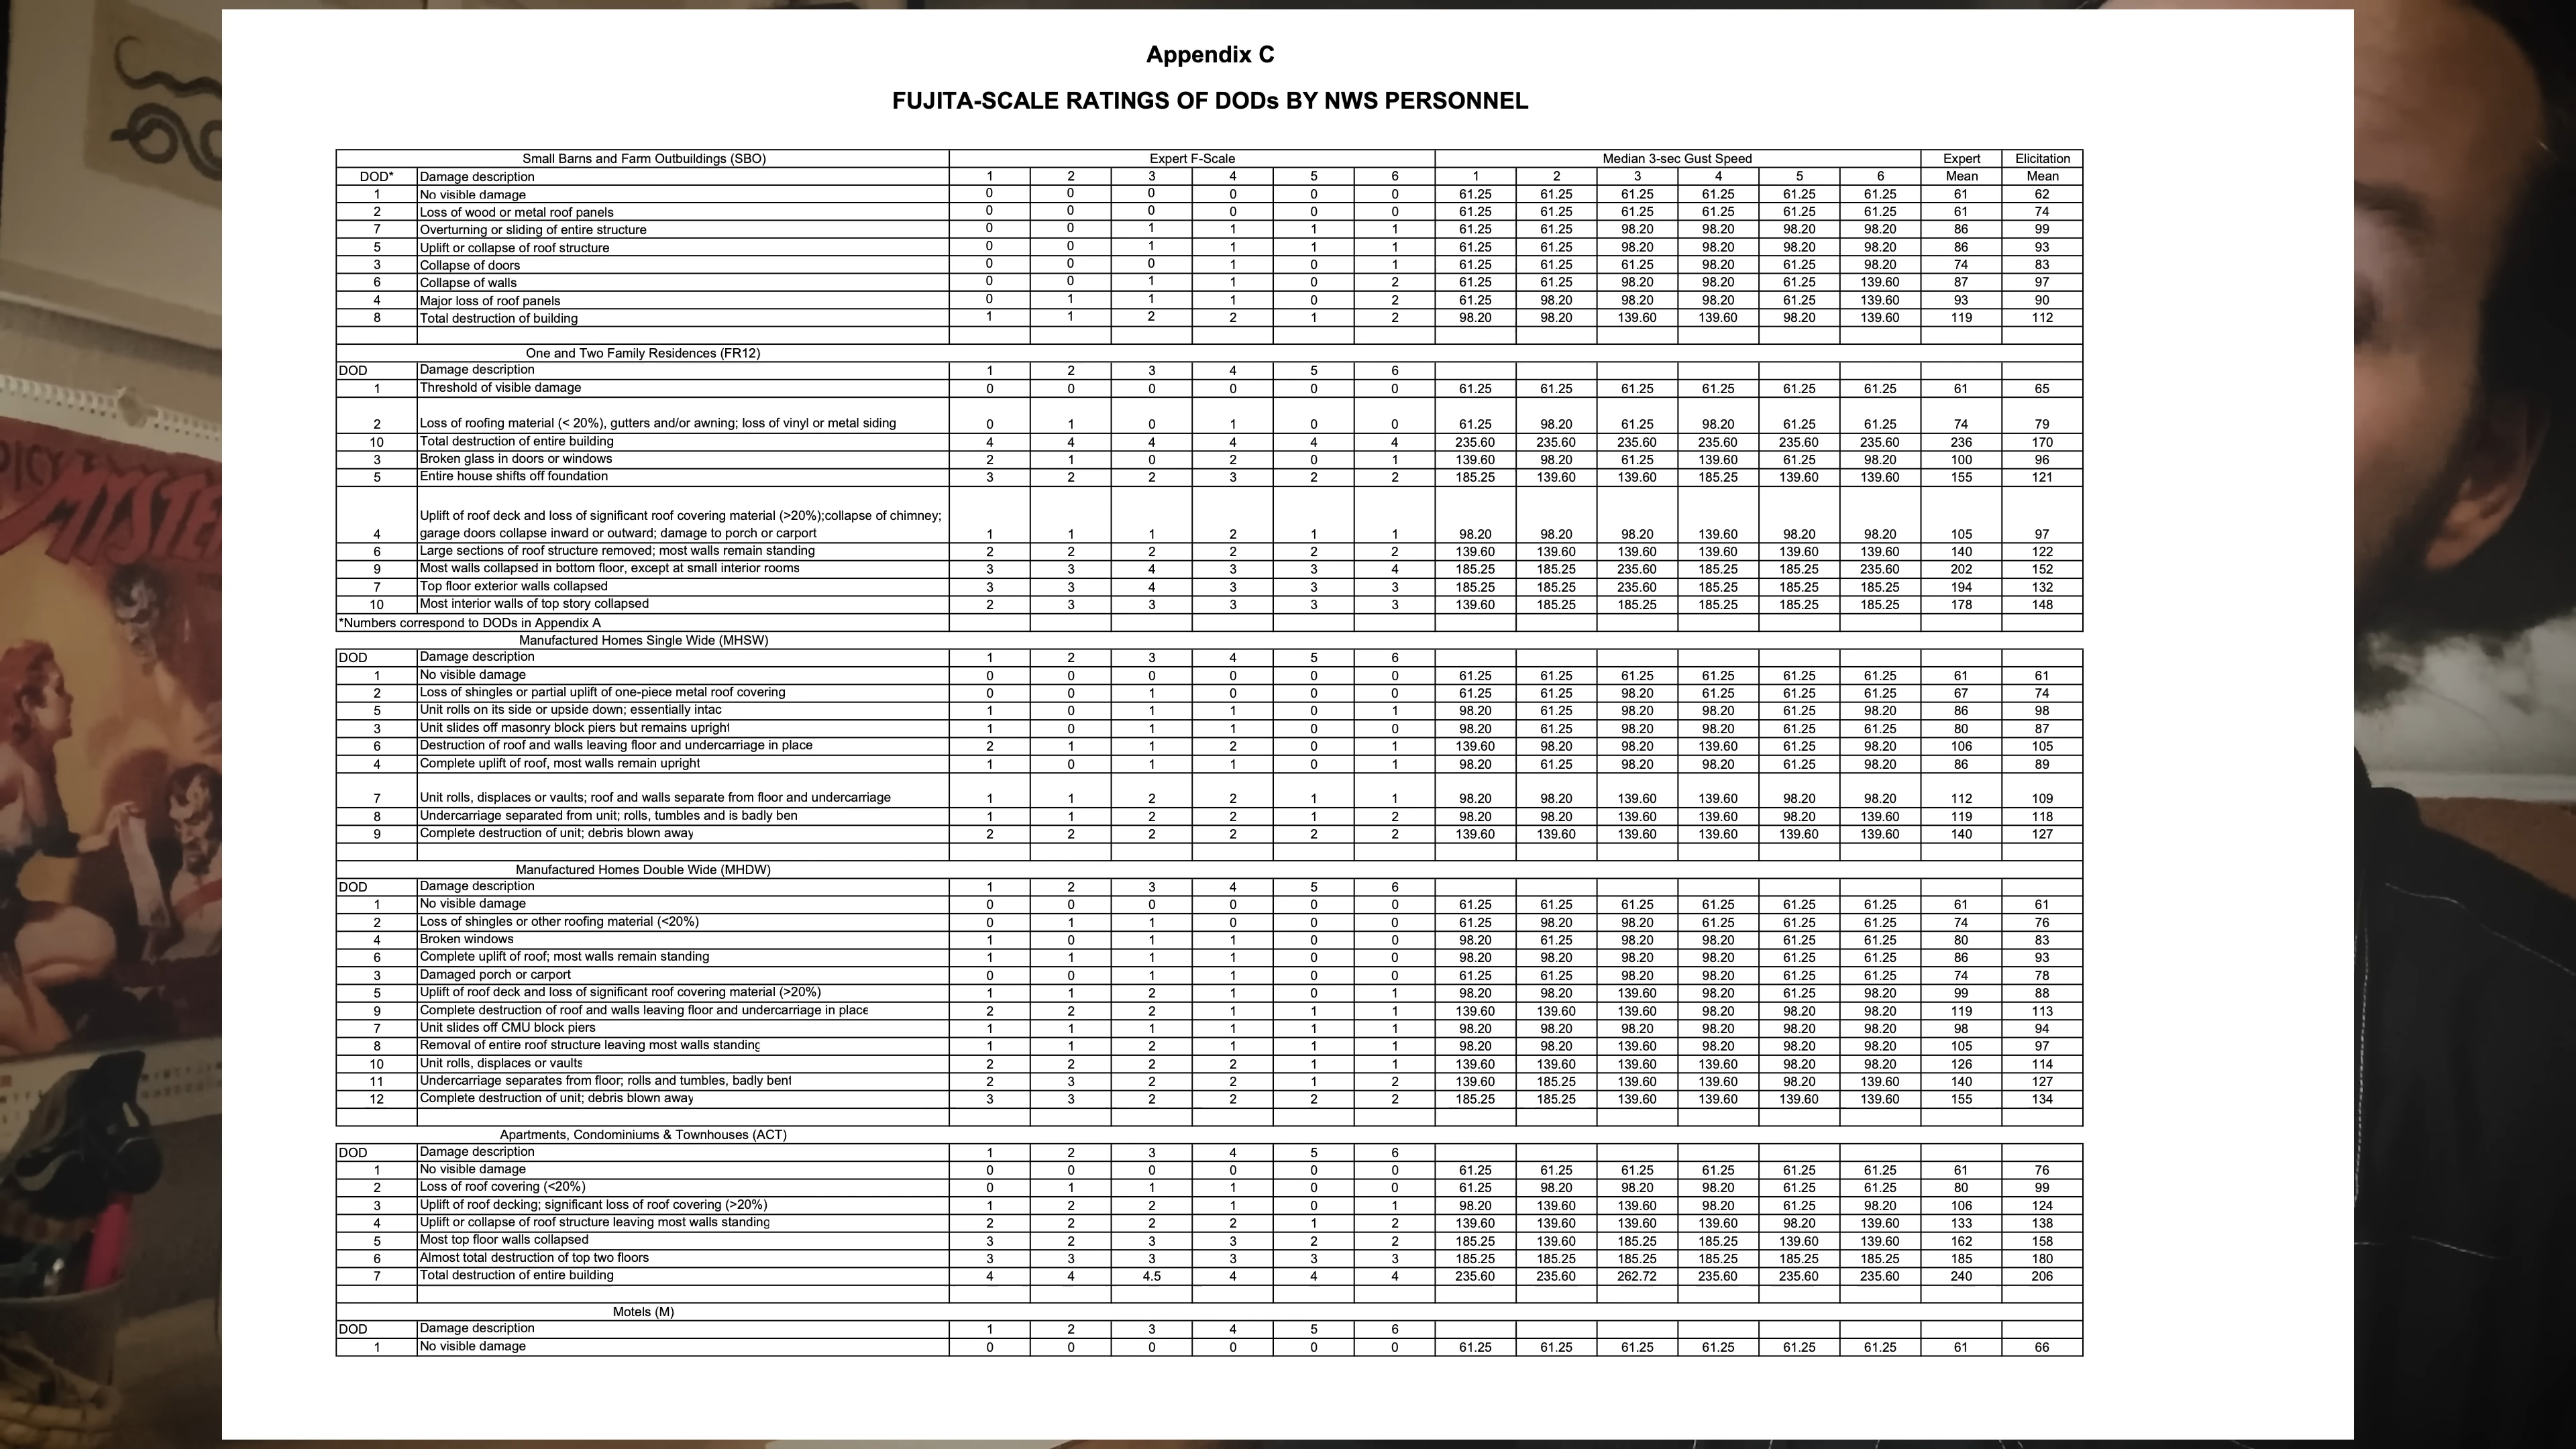 Appendix C
FUJITA-SCALE RATINGS OF DODs BY NWS PERSONNEL
Small Barns and Farm Outbuildings (SBO) Expert F-Scale Median 3-sec Gust Speed Expert Elicitation
DOD* Damage description 1 2 3 4 5 6 1 2 3 4 5 6 Mean Mean
1 No visible damage 0 0 0 0 0 0 61.25 61.25 61.25 61.25 61.25 61.25 61 62
2 Loss of wood or metal roof panels 0 0 0 0 0 0 61.25 61.25 61.25 61.25 61.25 61.25 61 74
7 Overturning or sliding of entire structure 0 0 1 1 1 1 61.25 61.25 98.20 98.20 98.20 98.20 86 99
5 Uplift or collapse of roof structure 0 0 1 1 1 1 61.25 61.25 98.20 98.20 98.20 98.20 86 93
3 Collapse of doors 0 0 0 1 0 1 61.25 61.25 61.25 98.20 61.25 98.20 74 83
6 Collapse of walls 0 0 1 1 0 2 61.25 61.25 98.20 98.20 61.25 139.60 87 97
4 Major loss of roof panels 0 1 1 1 0 2 61.25 98.20 98.20 98.20 61.25 139.60 93 90
8 Total destruction of building 1 1 2 2 1 2 98.20 98.20 139.60 139.60 98.20 139.60 119 112
One and Two Family Residences (FR12)
DOD Damage description 1 2 3 4 5 6
1 Threshold of visible damage 0 0 0 0 0 0 61.25 61.25 61.25 61.25 61.25 61.25 61 65
2 Loss of roofing material (< 20%), gutters and/or awning; loss of vinyl or metal siding 0 1 0 1 0 0 61.25 98.20 61.25 98.20 61.25 61.25 74 79
10 Total destruction of entire building 4 4 4 4 4 4 235.60 235.60 235.60 235.60 235.60 235.60 236 170
3 Broken glass in doors or windows 2 1 0 2 0 1 139.60 98.20 61.25 139.60 61.25 98.20 100 96
5 Entire house shifts off foundation 3 2 2 3 2 2 185.25 139.60 139.60 185.25 139.60 139.60 155 121
Uplift of roof deck and loss of significant roof covering material (>20%);collapse of chimney;
4 garage doors collapse inward or outward; damage to porch or carport 1 1 1 2 1 1 98.20 98.20 98.20 139.60 98.20 98.20 105 97
6 Large sections of roof structure removed; most walls remain standing 2 2 2 2 2 2 139.60 139.60 139.60 139.60 139.60 139.60 140 122
9 Most walls collapsed in bottom floor, except at small interior rooms 3 3 4 3 3 4 185.25 185.25 235.60 185.25 185.25 235.60 202 152
7 Top floor exterior walls collapsed 3 3 4 3 3 3 185.25 185.25 235.60 185.25 185.25 185.25 194 132
10 Most interior walls of top story collapsed 2 3 3 3 3 3 139.60 185.25 185.25 185.25 185.25 185.25 178 148
*Numbers correspond to DODs in Appendix A
Manufactured Homes Single Wide (MHSW)
DOD Damage description 1 2 3 4 5 6
1 No visible damage 0 0 0 0 0 0 61.25 61.25 61.25 61.25 61.25 61.25 61 61
2 Loss of shingles or partial uplift of one-piece metal roof covering 0 0 1 0 0 0 61.25 61.25 98.20 61.25 61.25 61.25 67 74
5 Unit rolls on its side or upside down; essentially intac 1 0 1 1 0 1 98.20 61.25 98.20 98.20 61.25 98.20 86 98
3 Unit slides off masonry block piers but remains upright 1 0 1 1 0 0 98.20 61.25 98.20 98.20 61.25 61.25 80 87
6 Destruction of roof and walls leaving floor and undercarriage in place 2 1 1 2 0 1 139.60 98.20 98.20 139.60 61.25 98.20 106 105
4 Complete uplift of roof, most walls remain upright 1 0 1 1 0 1 98.20 61.25 98.20 98.20 61.25 98.20 86 89
7 Unit rolls, displaces or vaults; roof and walls separate from floor and undercarriage 1 1 2 2 1 1 98.20 98.20 139.60 139.60 98.20 98.20 112 109
8 Undercarriage separated from unit; rolls, tumbles and is badly ben 1 1 2 2 1 2 98.20 98.20 139.60 139.60 98.20 139.60 119 118
9 Complete destruction of unit; debris blown away 2 2 2 2 2 2 139.60 139.60 139.60 139.60 139.60 139.60 140 127
Manufactured Homes Double Wide (MHDW)
DOD Damage description 1 2 3 4 5 6
1 No visible damage 0 0 0 0 0 0 61.25 61.25 61.25 61.25 61.25 61.25 61 61
2 Loss of shingles or other roofing material (<20%) 0 1 1 0 0 0 61.25 98.20 98.20 61.25 61.25 61.25 74 76
4 Broken windows 1 0 1 1 0 0 98.20 61.25 98.20 98.20 61.25 61.25 80 83
6 Complete uplift of roof; most walls remain standing 1 1 1 1 0 0 98.20 98.20 98.20 98.20 61.25 61.25 86 93
3 Damaged porch or carport 0 0 1 1 0 0 61.25 61.25 98.20 98.20 61.25 61.25 74 78
5 Uplift of roof deck and loss of significant roof covering material (>20%) 1 1 2 1 0 1 98.20 98.20 139.60 98.20 61.25 98.20 99 88
9 Complete destruction of roof and walls leaving floor and undercarriage in place 2 2 2 1 1 1 139.60 139.60 139.60 98.20 98.20 98.20 119 113
7 Unit slides off CMU block piers 1 1 1 1 1 1 98.20 98.20 98.20 98.20 98.20 98.20 98 94
8 Removal of entire roof structure leaving most walls standing 1 1 2 1 1 1 98.20 98.20 139.60 98.20 98.20 98.20 105 97
10 Unit rolls, displaces or vaults 2 2 2 2 1 1 139.60 139.60 139.60 139.60 98.20 98.20 126 114
11 Undercarriage separates from floor; rolls and tumbles, badly bent 2 3 2 2 1 2 139.60 185.25 139.60 139.60 98.20 139.60 140 127
12 Complete destruction of unit; debris blown away 3 3 2 2 2 2 185.25 185.25 139.60 139.60 139.60 139.60 155 134
Apartments, Condominiums & Townhouses (ACT)
DOD Damage description 1 2 3 4 5 6
1 No visible damage 0 0 0 0 0 0 61.25 61.25 61.25 61.25 61.25 61.25 61 76
2 Loss of roof covering (<20%) 0 1 1 1 0 0 61.25 98.20 98.20 98.20 61.25 61.25 80 99
3 Uplift of roof decking; significant loss of roof covering (>20%) 1 2 2 1 0 1 98.20 139.60 139.60 98.20 61.25 98.20 106 124
4 Uplift or collapse of roof structure leaving most walls standing 2 2 2 2 1 2 139.60 139.60 139.60 139.60 98.20 139.60 133 138
5 Most top floor walls collapsed 3 2 3 3 2 2 185.25 139.60 185.25 185.25 139.60 139.60 162 158
6 Almost total destruction of top two floors 3 3 3 3 3 3 185.25 185.25 185.25 185.25 185.25 185.25 185 180
7 Total destruction of entire building 4 4 4.5 4 4 4 235.60 235.60 262.72 235.60 235.60 235.60 240 206
Motels (M)
DOD Damage description 1 2 3 4 5 6
1 No visible damage 0 0 0 0 0 0 61.25 61.25 61.25 61.25 61.25 61.25 61 66